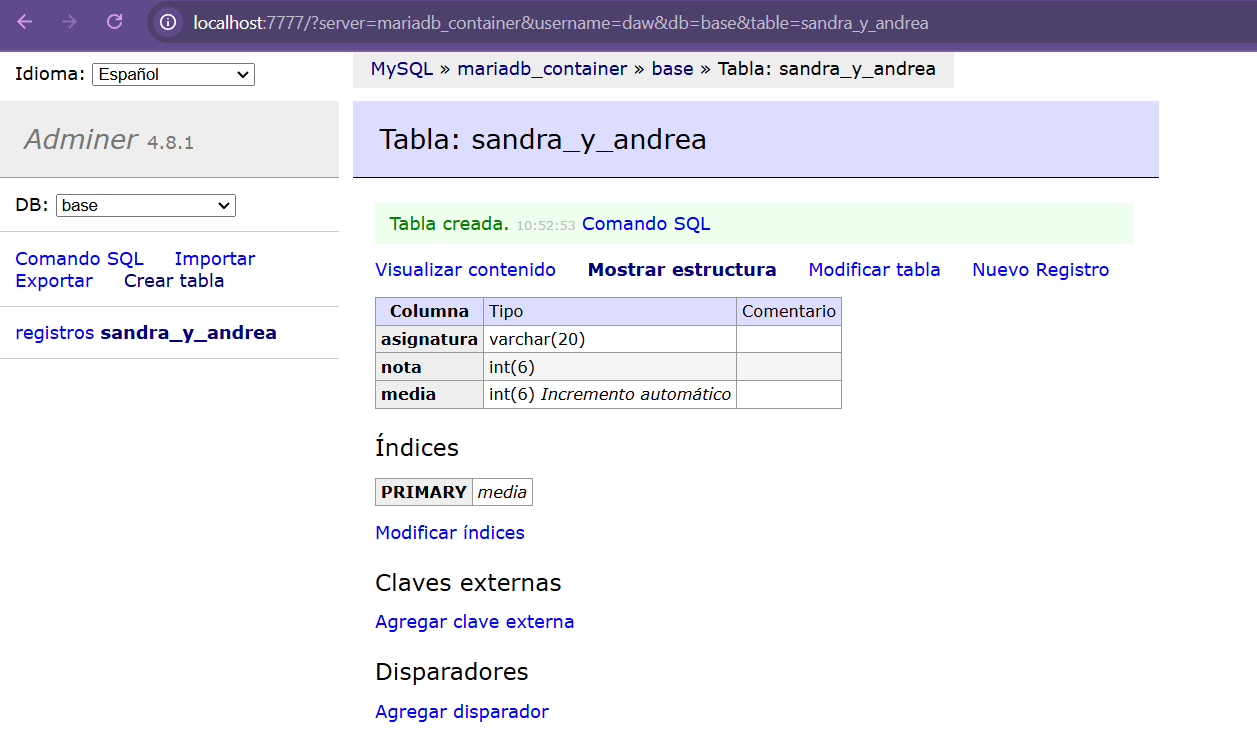 localhost:7777/?server=mariadb_container&username=daw&db=base&table=sandra_y_andrea
Idioma: Español
MySQL » mariadb_container » base » Tabla: sandra_y_andrea
Adminer 4.8.1
Tabla: sandra_y_andrea
DB: base
Tabla creada. 10:52:53 Comando SQL
Comando SQL Importar
Exportar Crear tabla
registros sandra_y_andrea
Visualizar contenido Mostrar estructura Modificar tabla Nuevo Registro
Columna Tipo Comentario
asignatura varchar(20)
nota int(6)
media int(6) Incremento automático
Índices
PRIMARY media
Modificar índices
Claves externas
Agregar clave externa
Disparadores
Agregar disparador